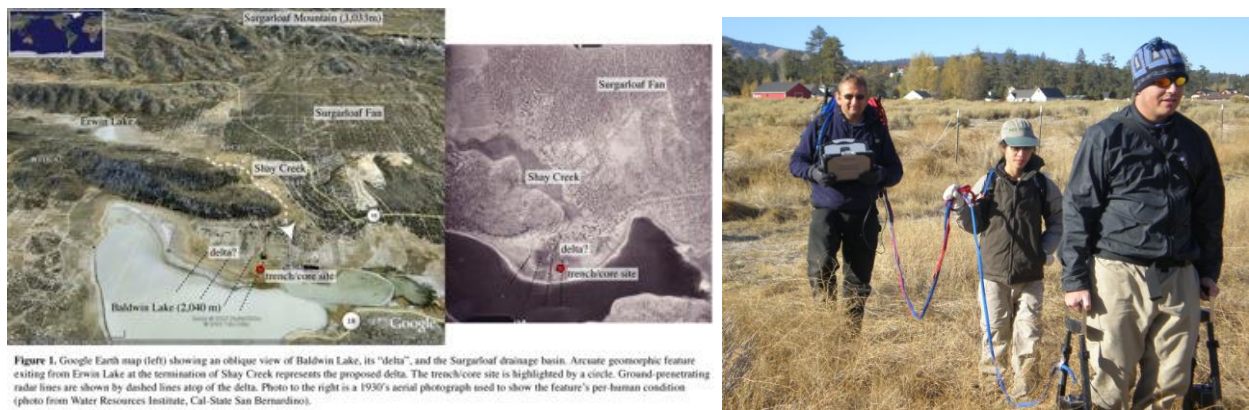 Surgarloaf Mountain (3,033m)
Surgarloaf Fan
Erwin Lake
Shay Creek
delta?
trench/core site
Baldwin Lake (2,040 m)
18
Google
Surgarloaf Fan
Shay Creek
delta?
trench/core site
Figure 1. Google Earth map (left) showing an oblique view of Baldwin Lake, its "delta", and the Surgarloaf drainage basin. Arcuate geomorphic feature
exiting from Erwin Lake at the termination of Shay Creek represents the proposed delta. The trench/core site is highlighted by a circle. Ground-prenetrating
radar lines are shown by dashed lines atop of the delta. Photo to the right is a 1930's aerial photograph used to show the feature's per-human condition
(photo from Water Resources Institute, Cal-State San Bernardino).